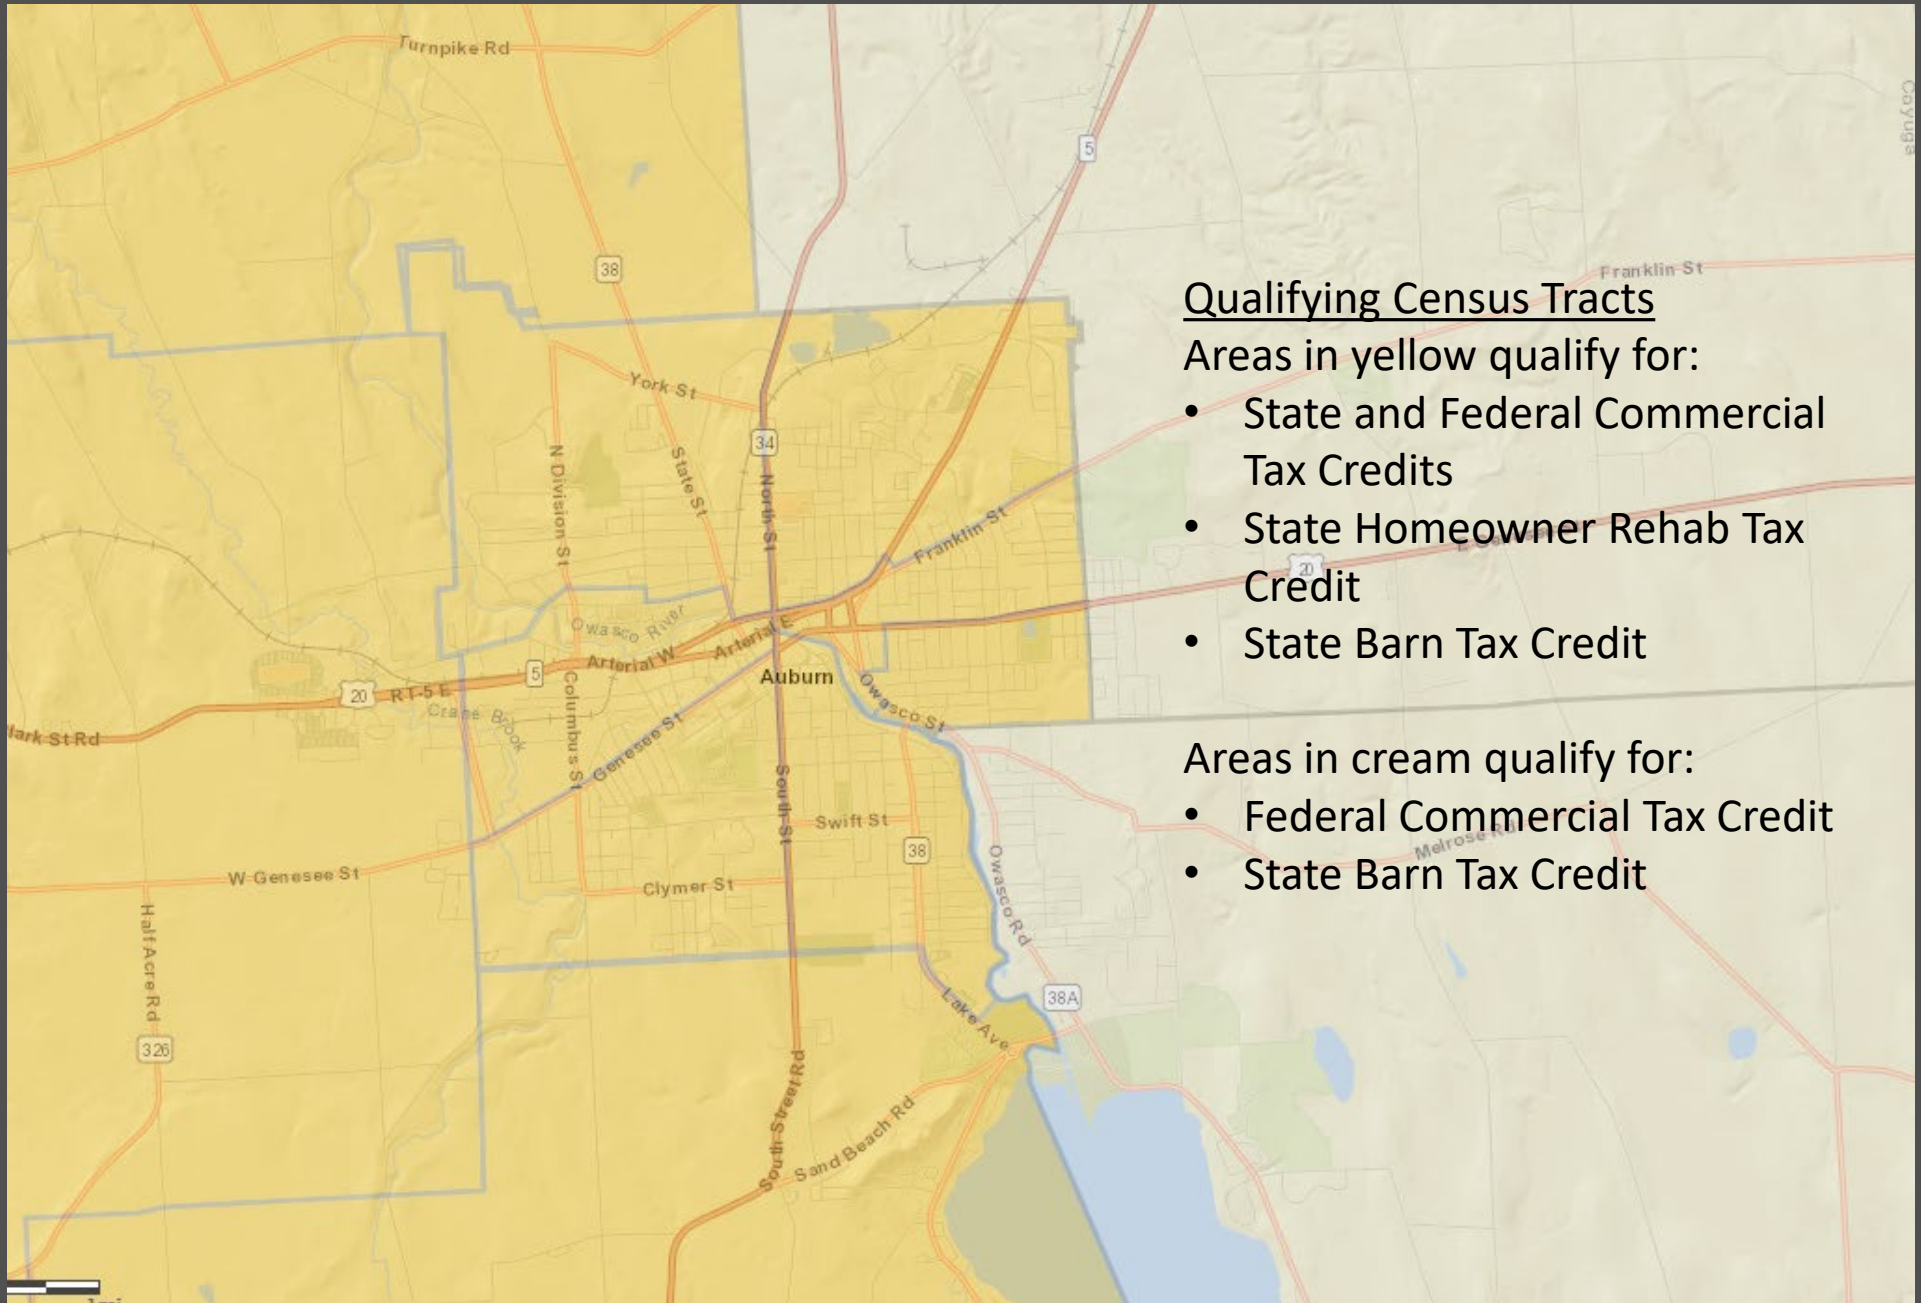 Turnpike Rd
Cayuga
5
38
Franklin St
Qualifying Census Tracts
Areas in yellow qualify for:
• State and Federal Commercial
Tax Credits
• State Homeowner Rehab Tax
Credit
• State Barn Tax Credit
Areas in cream qualify for:
• Federal Commercial Tax Credit
• State Barn Tax Credit
York St
34
N Division St
State St
North St
Franklin St
20
Owasco River
Arterial W
Arterial E
Auburn
5
20
RT-5 E
Crane Brook
Columbus St
Genesee St
Owasco St
South St
Swift St
38
Melrose Rd
W Genesee St
Clymer St
Half Acre Rd
Owasco Rd
38A
Lake Ave
326
South Street Rd
Sand Beach Rd